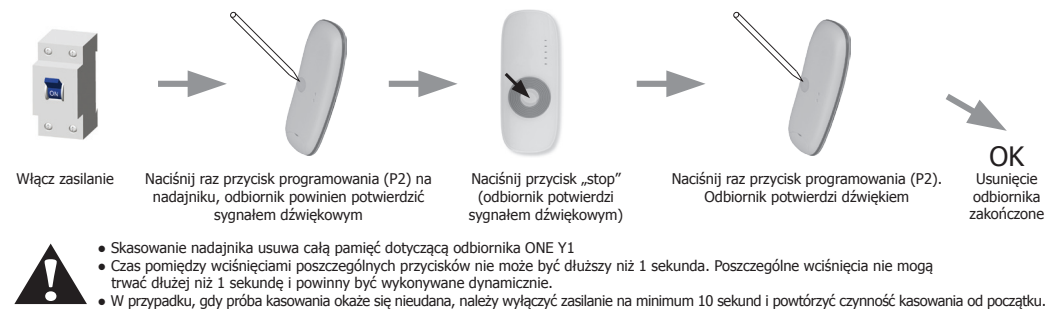 ON
Włącz zasilanie
Naciśnij raz przycisk programowania (P2) na
nadajniku, odbiornik powinien potwierdzić
sygnałem dźwiękowym
Naciśnij przycisk „stop”
(odbiornik potwierdzi
sygnałem dźwiękowym)
Naciśnij raz przycisk programowania (P2).
Odbiornik potwierdzi dźwiękiem
OK
Usunięcie
odbiornika
zakończone
● Skasowanie nadajnika usuwa całą pamięć dotyczącą odbiornika ONE Y1
● Czas pomiędzy wciśnięciami poszczególnych przycisków nie może być dłuższy niż 1 sekunda. Poszczególne wciśnięcia nie mogą
trwać dłużej niż 1 sekundę i powinny być wykonywane dynamicznie.
● W przypadku, gdy próba kasowania okaże się nieudana, należy wyłączyć zasilanie na minimum 10 sekund i powtórzyć czynność kasowania od początku.